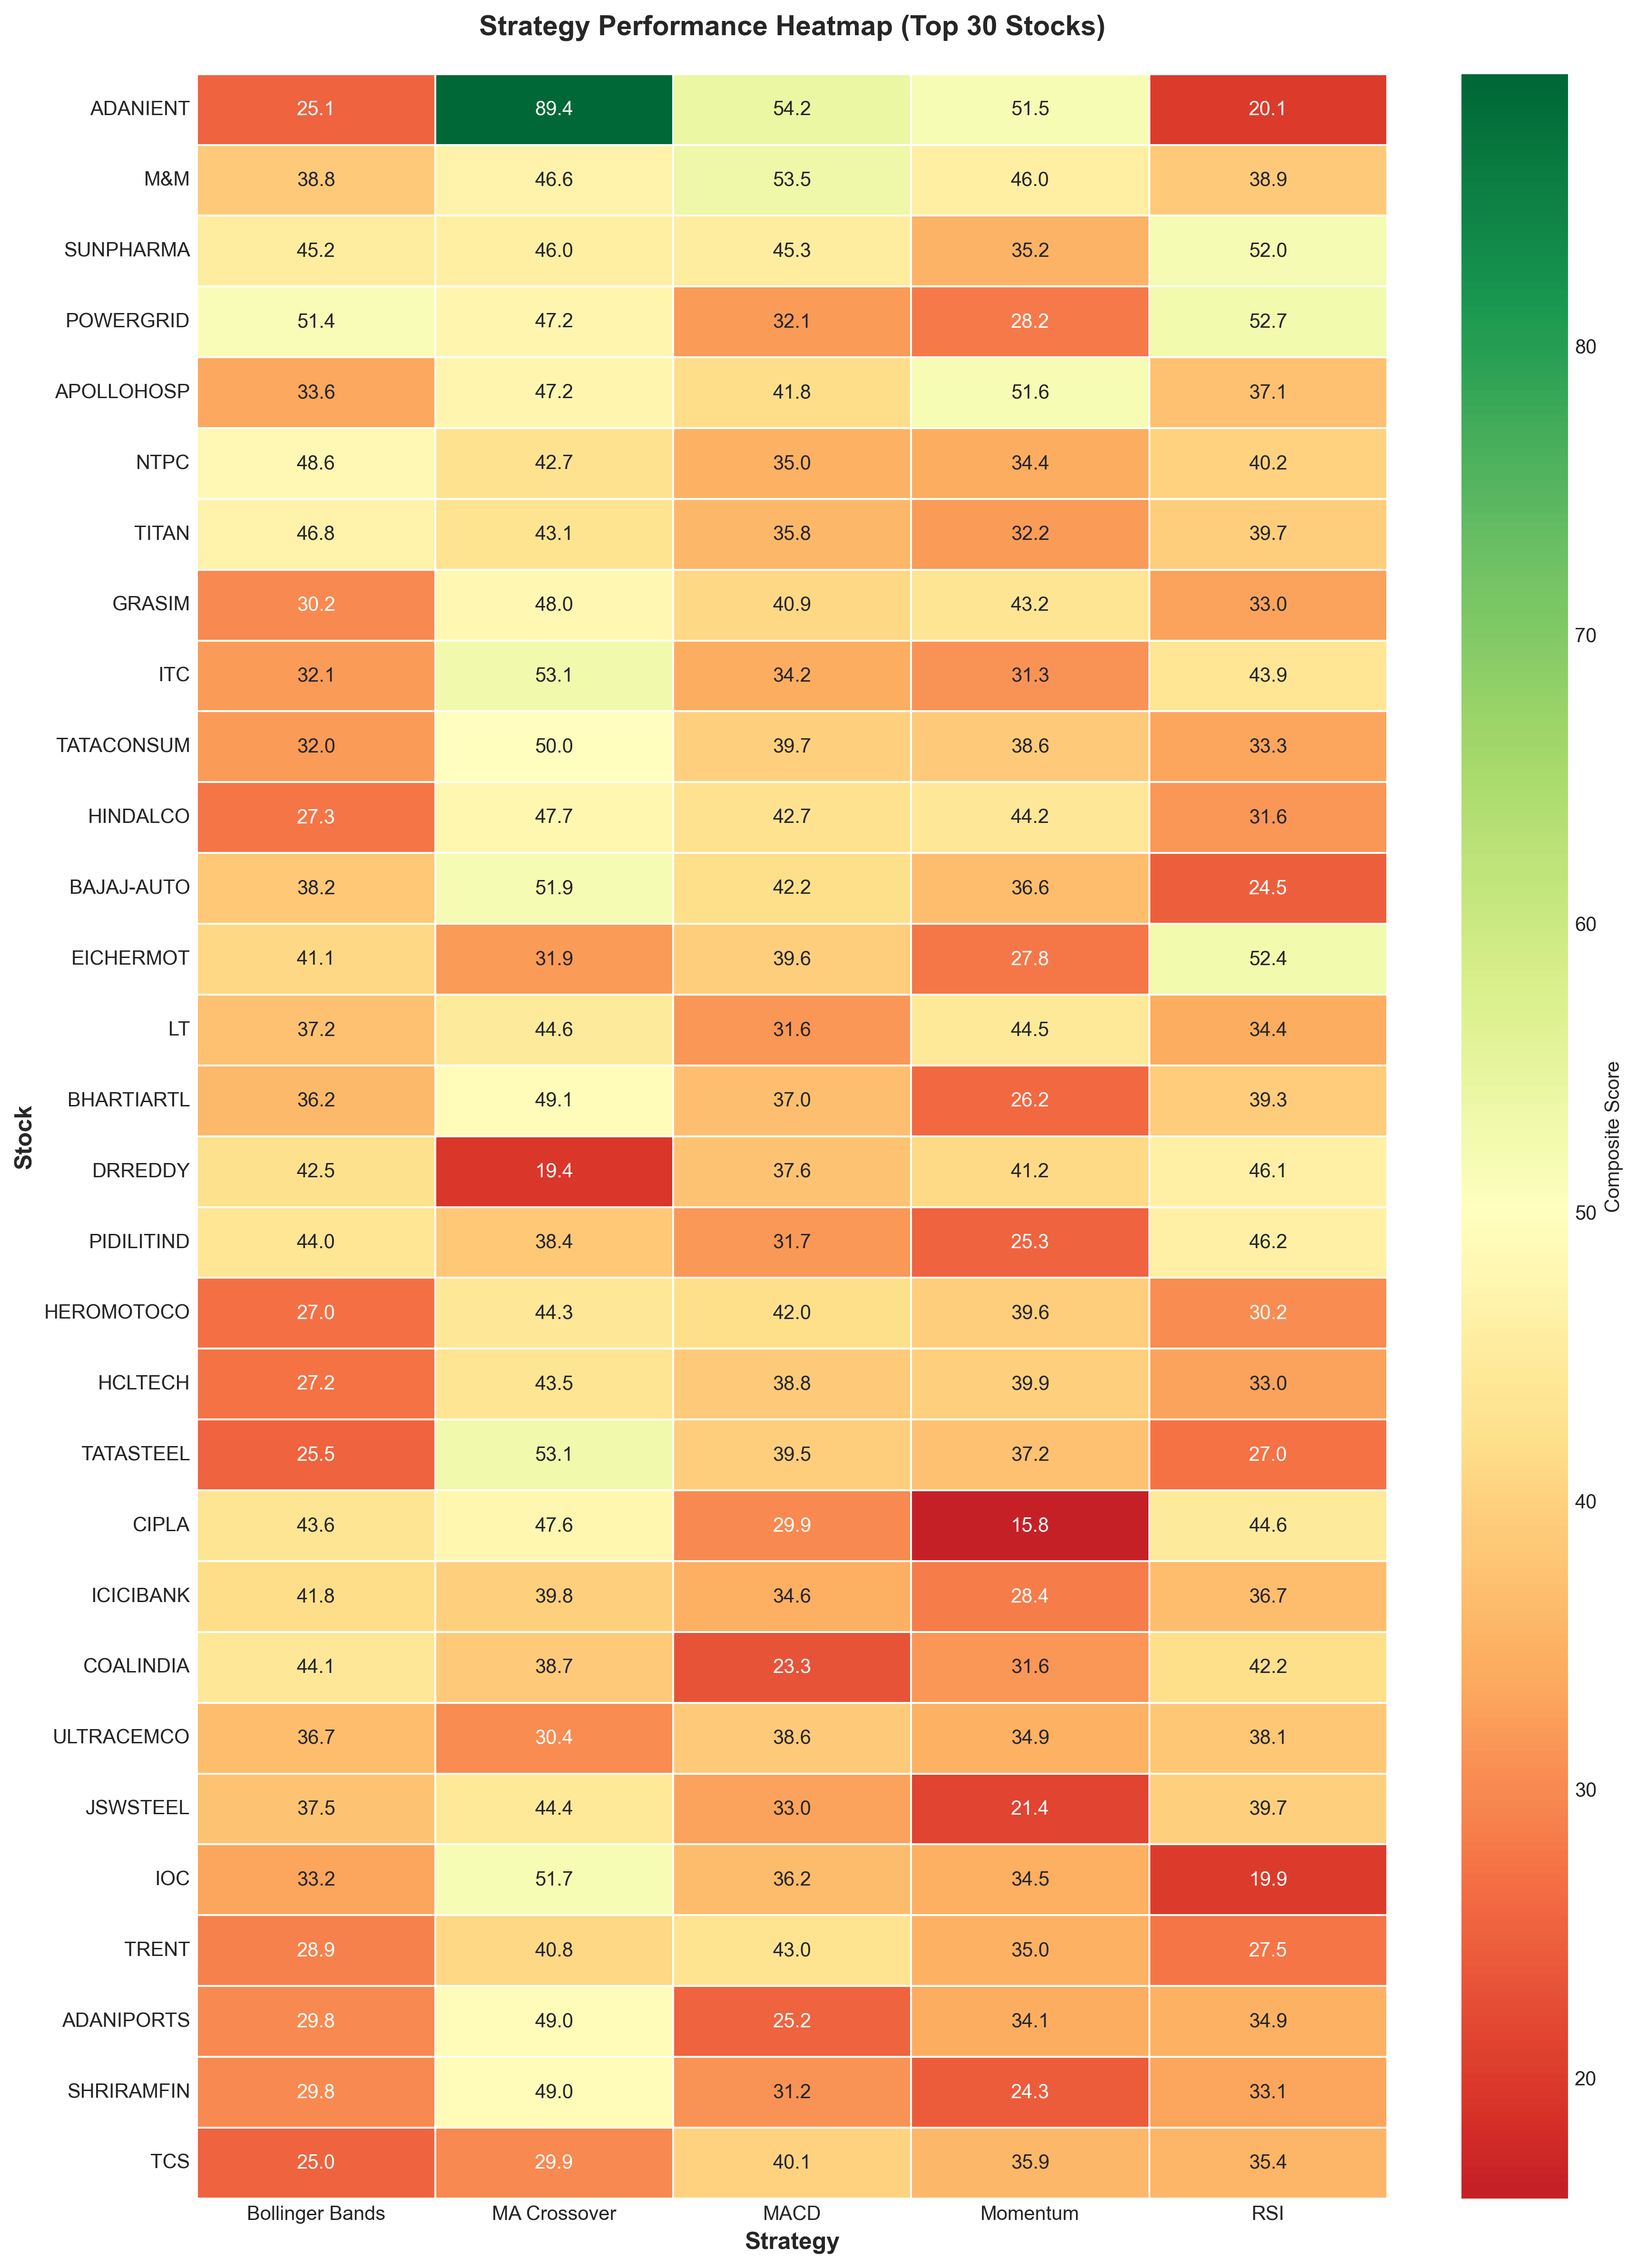 Strategy Performance Heatmap (Top 30 Stocks)
ADANIENT 25.1 89.4 54.2 51.5 20.1
M&M 38.8 46.6 53.5 46.0 38.9
SUNPHARMA 45.2 46.0 45.3 35.2 52.0
POWERGRID 51.4 47.2 32.1 28.2 52.7
APOLLOHOSP 33.6 47.2 41.8 51.6 37.1
NTPC 48.6 42.7 35.0 34.4 40.2
TITAN 46.8 43.1 35.8 32.2 39.7
GRASIM 30.2 48.0 40.9 43.2 33.0
ITC 32.1 53.1 34.2 31.3 43.9
TATACONSUM 32.0 50.0 39.7 38.6 33.3
HINDALCO 27.3 47.7 42.7 44.2 31.6
BAJAJ-AUTO 38.2 51.9 42.2 36.6 24.5
EICHERMOT 41.1 31.9 39.6 27.8 52.4
LT 37.2 44.6 31.6 44.5 34.4
BHARTIARTL 36.2 49.1 37.0 26.2 39.3
DRREDDY 42.5 19.4 37.6 41.2 46.1
PIDILITIND 44.0 38.4 31.7 25.3 46.2
HEROMOTOCO 27.0 44.3 42.0 39.6 30.2
HCLTECH 27.2 43.5 38.8 39.9 33.0
TATASTEEL 25.5 53.1 39.5 37.2 27.0
CIPLA 43.6 47.6 29.9 15.8 44.6
ICICIBANK 41.8 39.8 34.6 28.4 36.7
COALINDIA 44.1 38.7 23.3 31.6 42.2
ULTRACEMCO 36.7 30.4 38.6 34.9 38.1
JSWSTEEL 37.5 44.4 33.0 21.4 39.7
IOC 33.2 51.7 36.2 34.5 19.9
TRENT 28.9 40.8 43.0 35.0 27.5
ADANIPORTS 29.8 49.0 25.2 34.1 34.9
SHRIRAMFIN 29.8 49.0 31.2 24.3 33.1
TCS 25.0 29.9 40.1 35.9 35.4
Bollinger Bands MA Crossover MACD Momentum RSI
Strategy
Stock
80
70
60
50
40
30
20
Composite Score